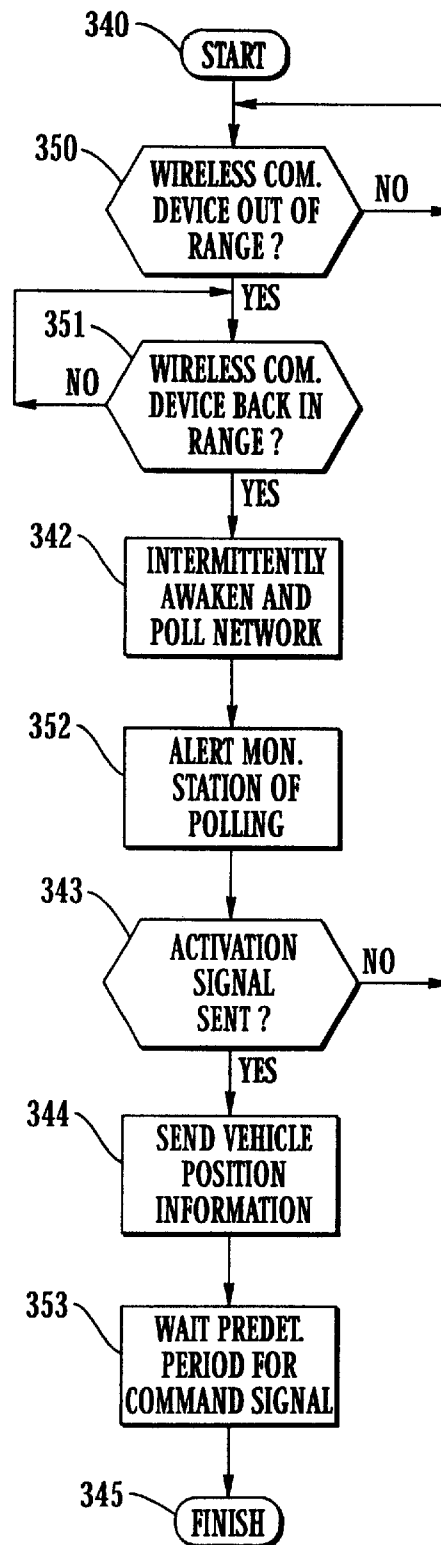 340
START
350
WIRELESS COM.
DEVICE OUT OF
RANGE ?
NO
YES
351
WIRELESS COM.
DEVICE BACK IN
RANGE ?
NO
YES
342
INTERMITTENTLY
AWAKEN AND
POLL NETWORK
352
ALERT MON.
STATION OF
POLLING
343
ACTIVATION
SIGNAL
SENT ?
NO
YES
344
SEND VEHICLE
POSITION
INFORMATION
353
WAIT PREDET.
PERIOD FOR
COMMAND SIGNAL
345
FINISH